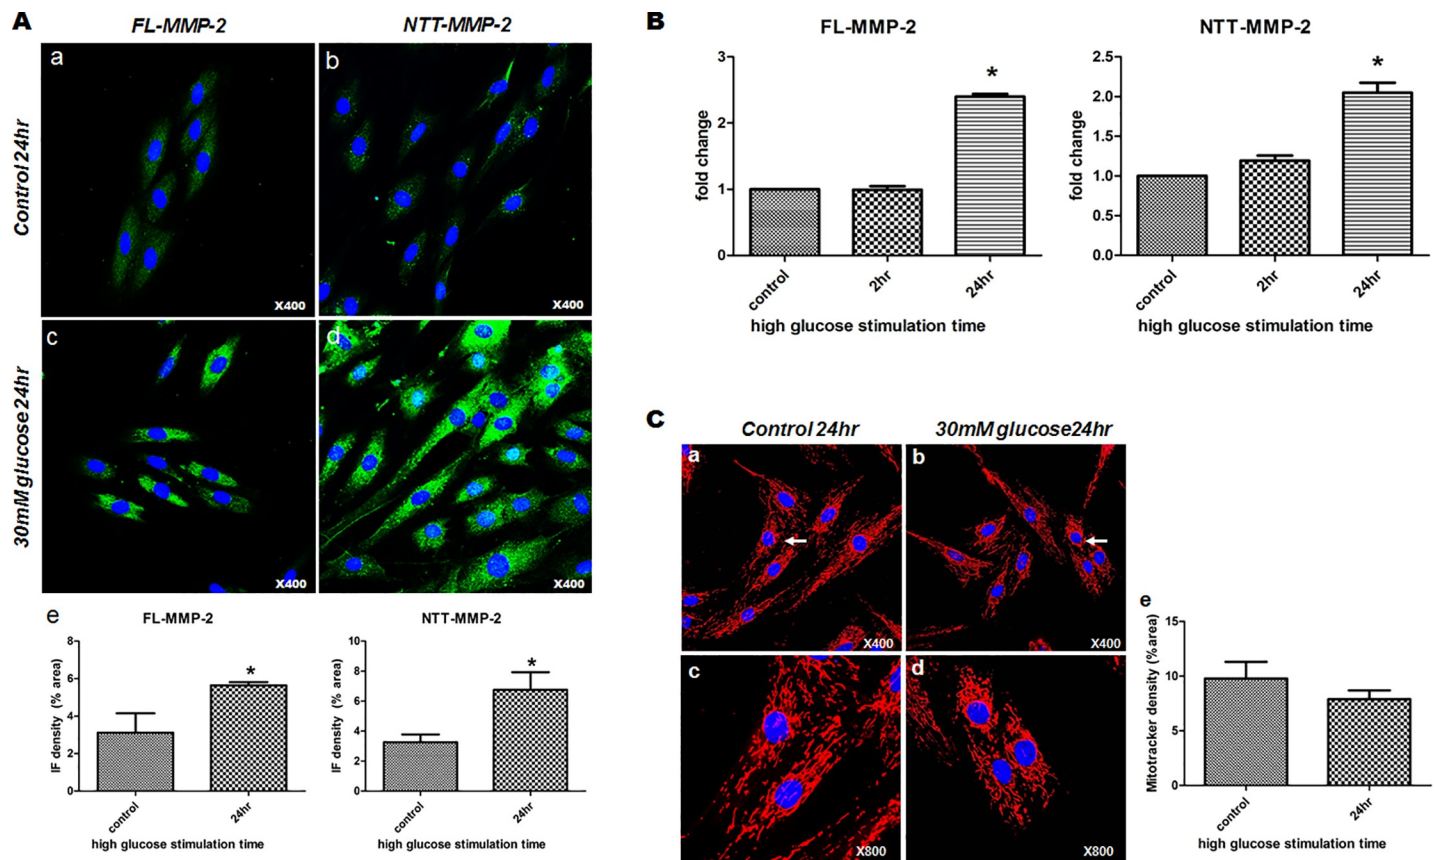 A
FL-MMP-2
NTT-MMP-2
Control 24hr
a
X400
b
X400
30mM glucose 24hr
c
X400
d
X400
e
FL-MMP-2
IF density (% area)
8
6
4
2
0
control
24hr
*
high glucose stimulation time
NTT-MMP-2
IF density (% area)
10
8
6
4
2
0
control
24hr
*
high glucose stimulation time
B
FL-MMP-2
fold change
3
2
1
0
control
2hr
24hr
*
high glucose stimulation time
NTT-MMP-2
fold change
2.5
2.0
1.5
1.0
0.5
0.0
control
2hr
24hr
*
high glucose stimulation time
C
Control 24hr
30mM glucose24hr
a
X400
b
X400
c
X800
d
X800
e
Mitotracker density (% area)
15
10
5
0
control
24hr
high glucose stimulation time